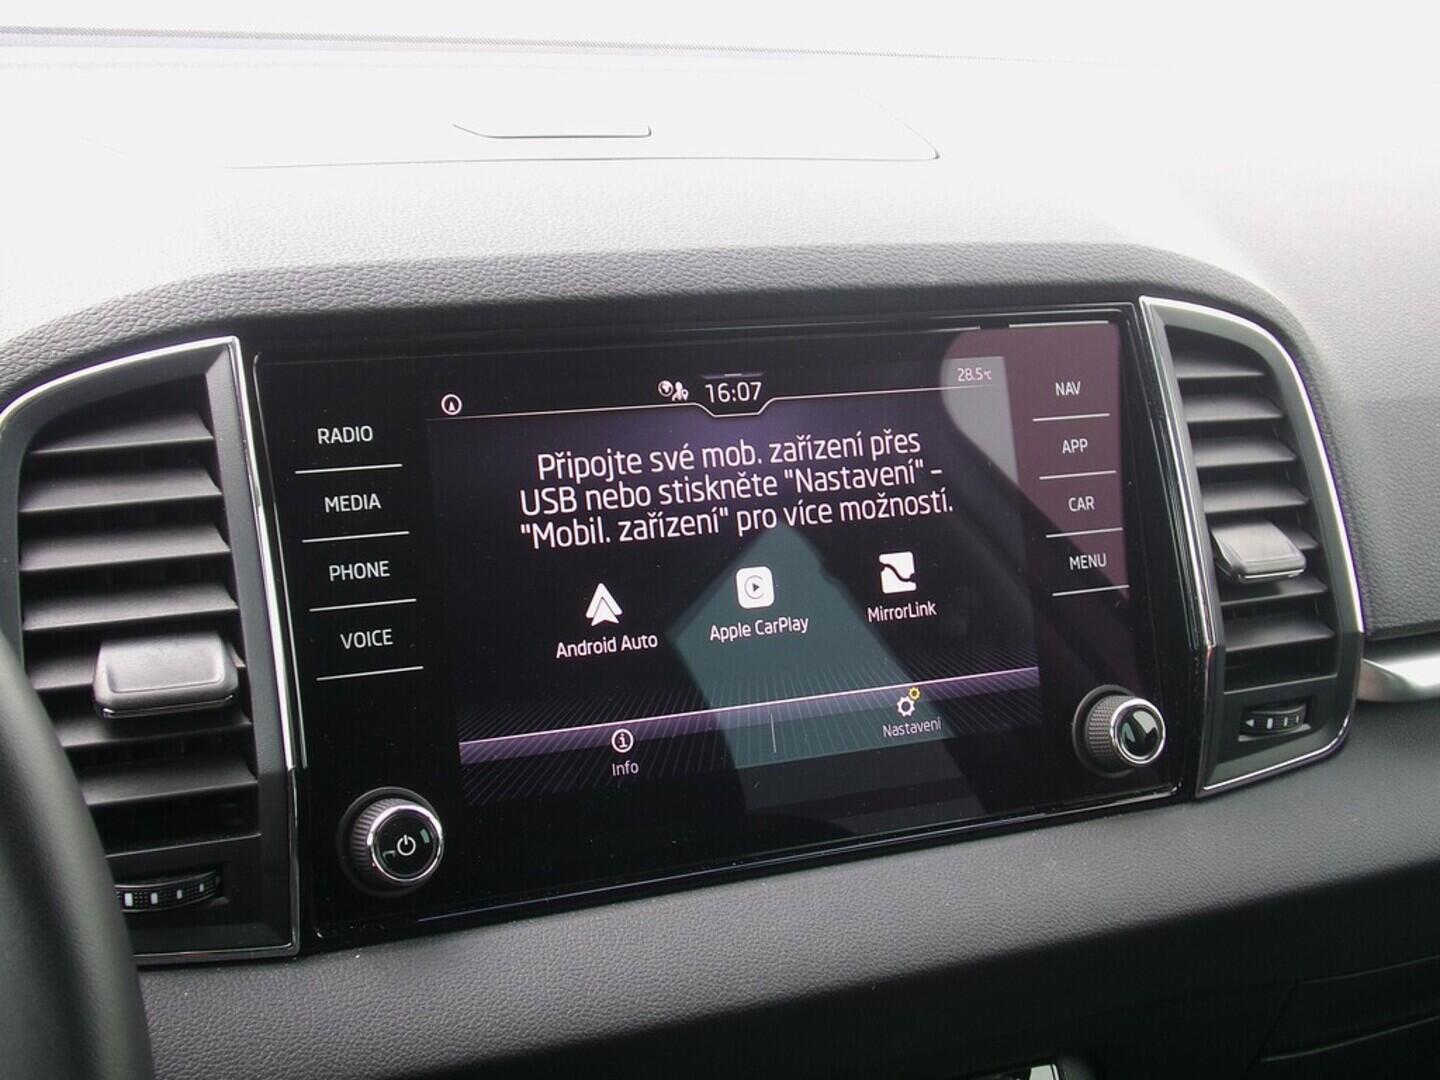 16:07
28.5°C
RADIO
MEDIA
PHONE
VOICE
Připojte své mob. zařízení přes
USB nebo stiskněte "Nastavení" –
"Mobil. zařízení" pro více možností.
Android Auto
Apple CarPlay
MirrorLink
Info
Nastavení
NAV
APP
CAR
MENU